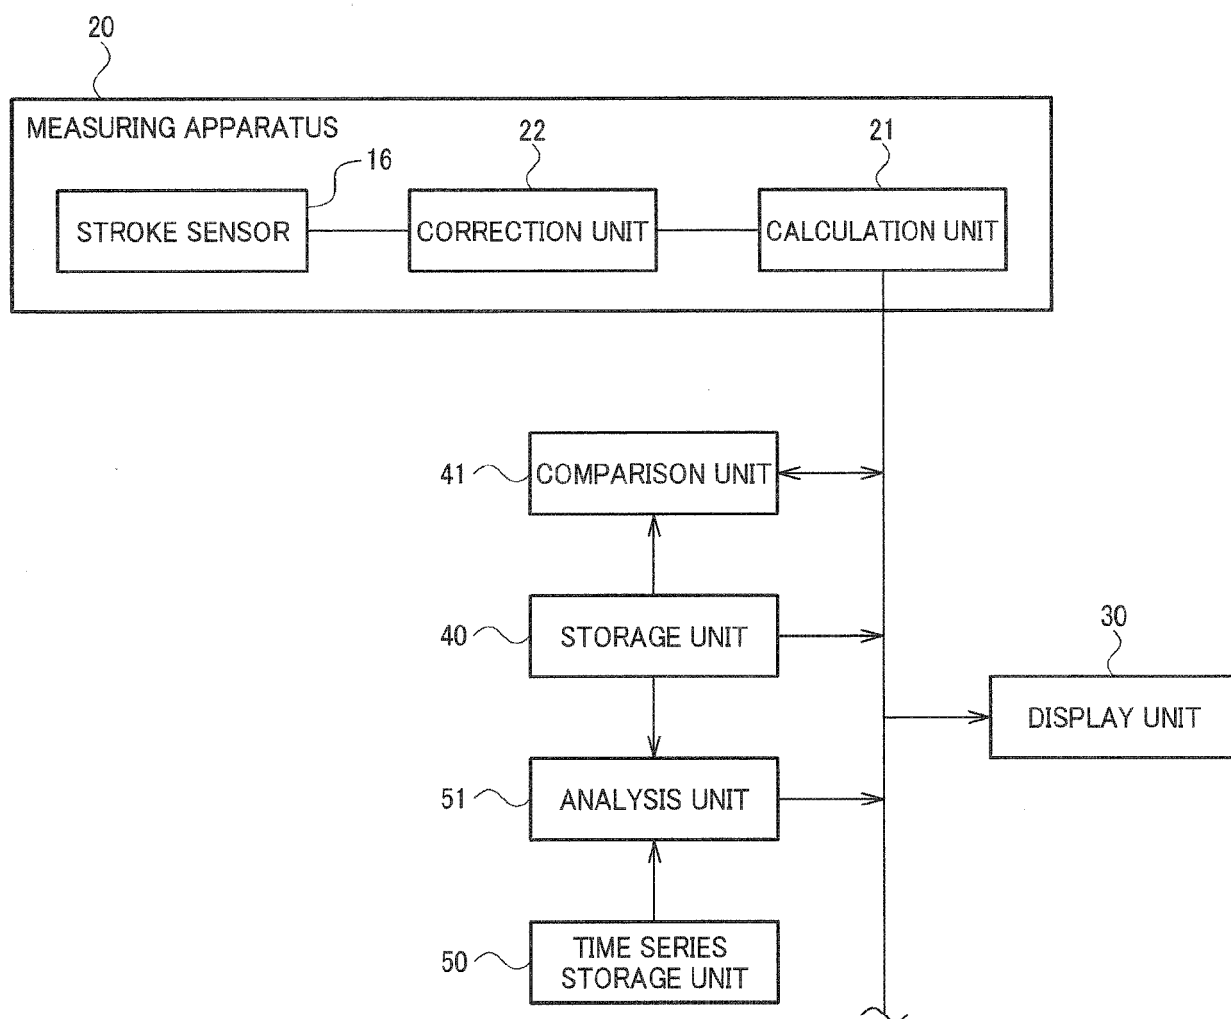 20
MEASURING APPARATUS
16
22
21
STROKE SENSOR
CORRECTION UNIT
CALCULATION UNIT
41
COMPARISON UNIT
40
STORAGE UNIT
30
DISPLAY UNIT
51
ANALYSIS UNIT
50
TIME SERIES
STORAGE UNIT